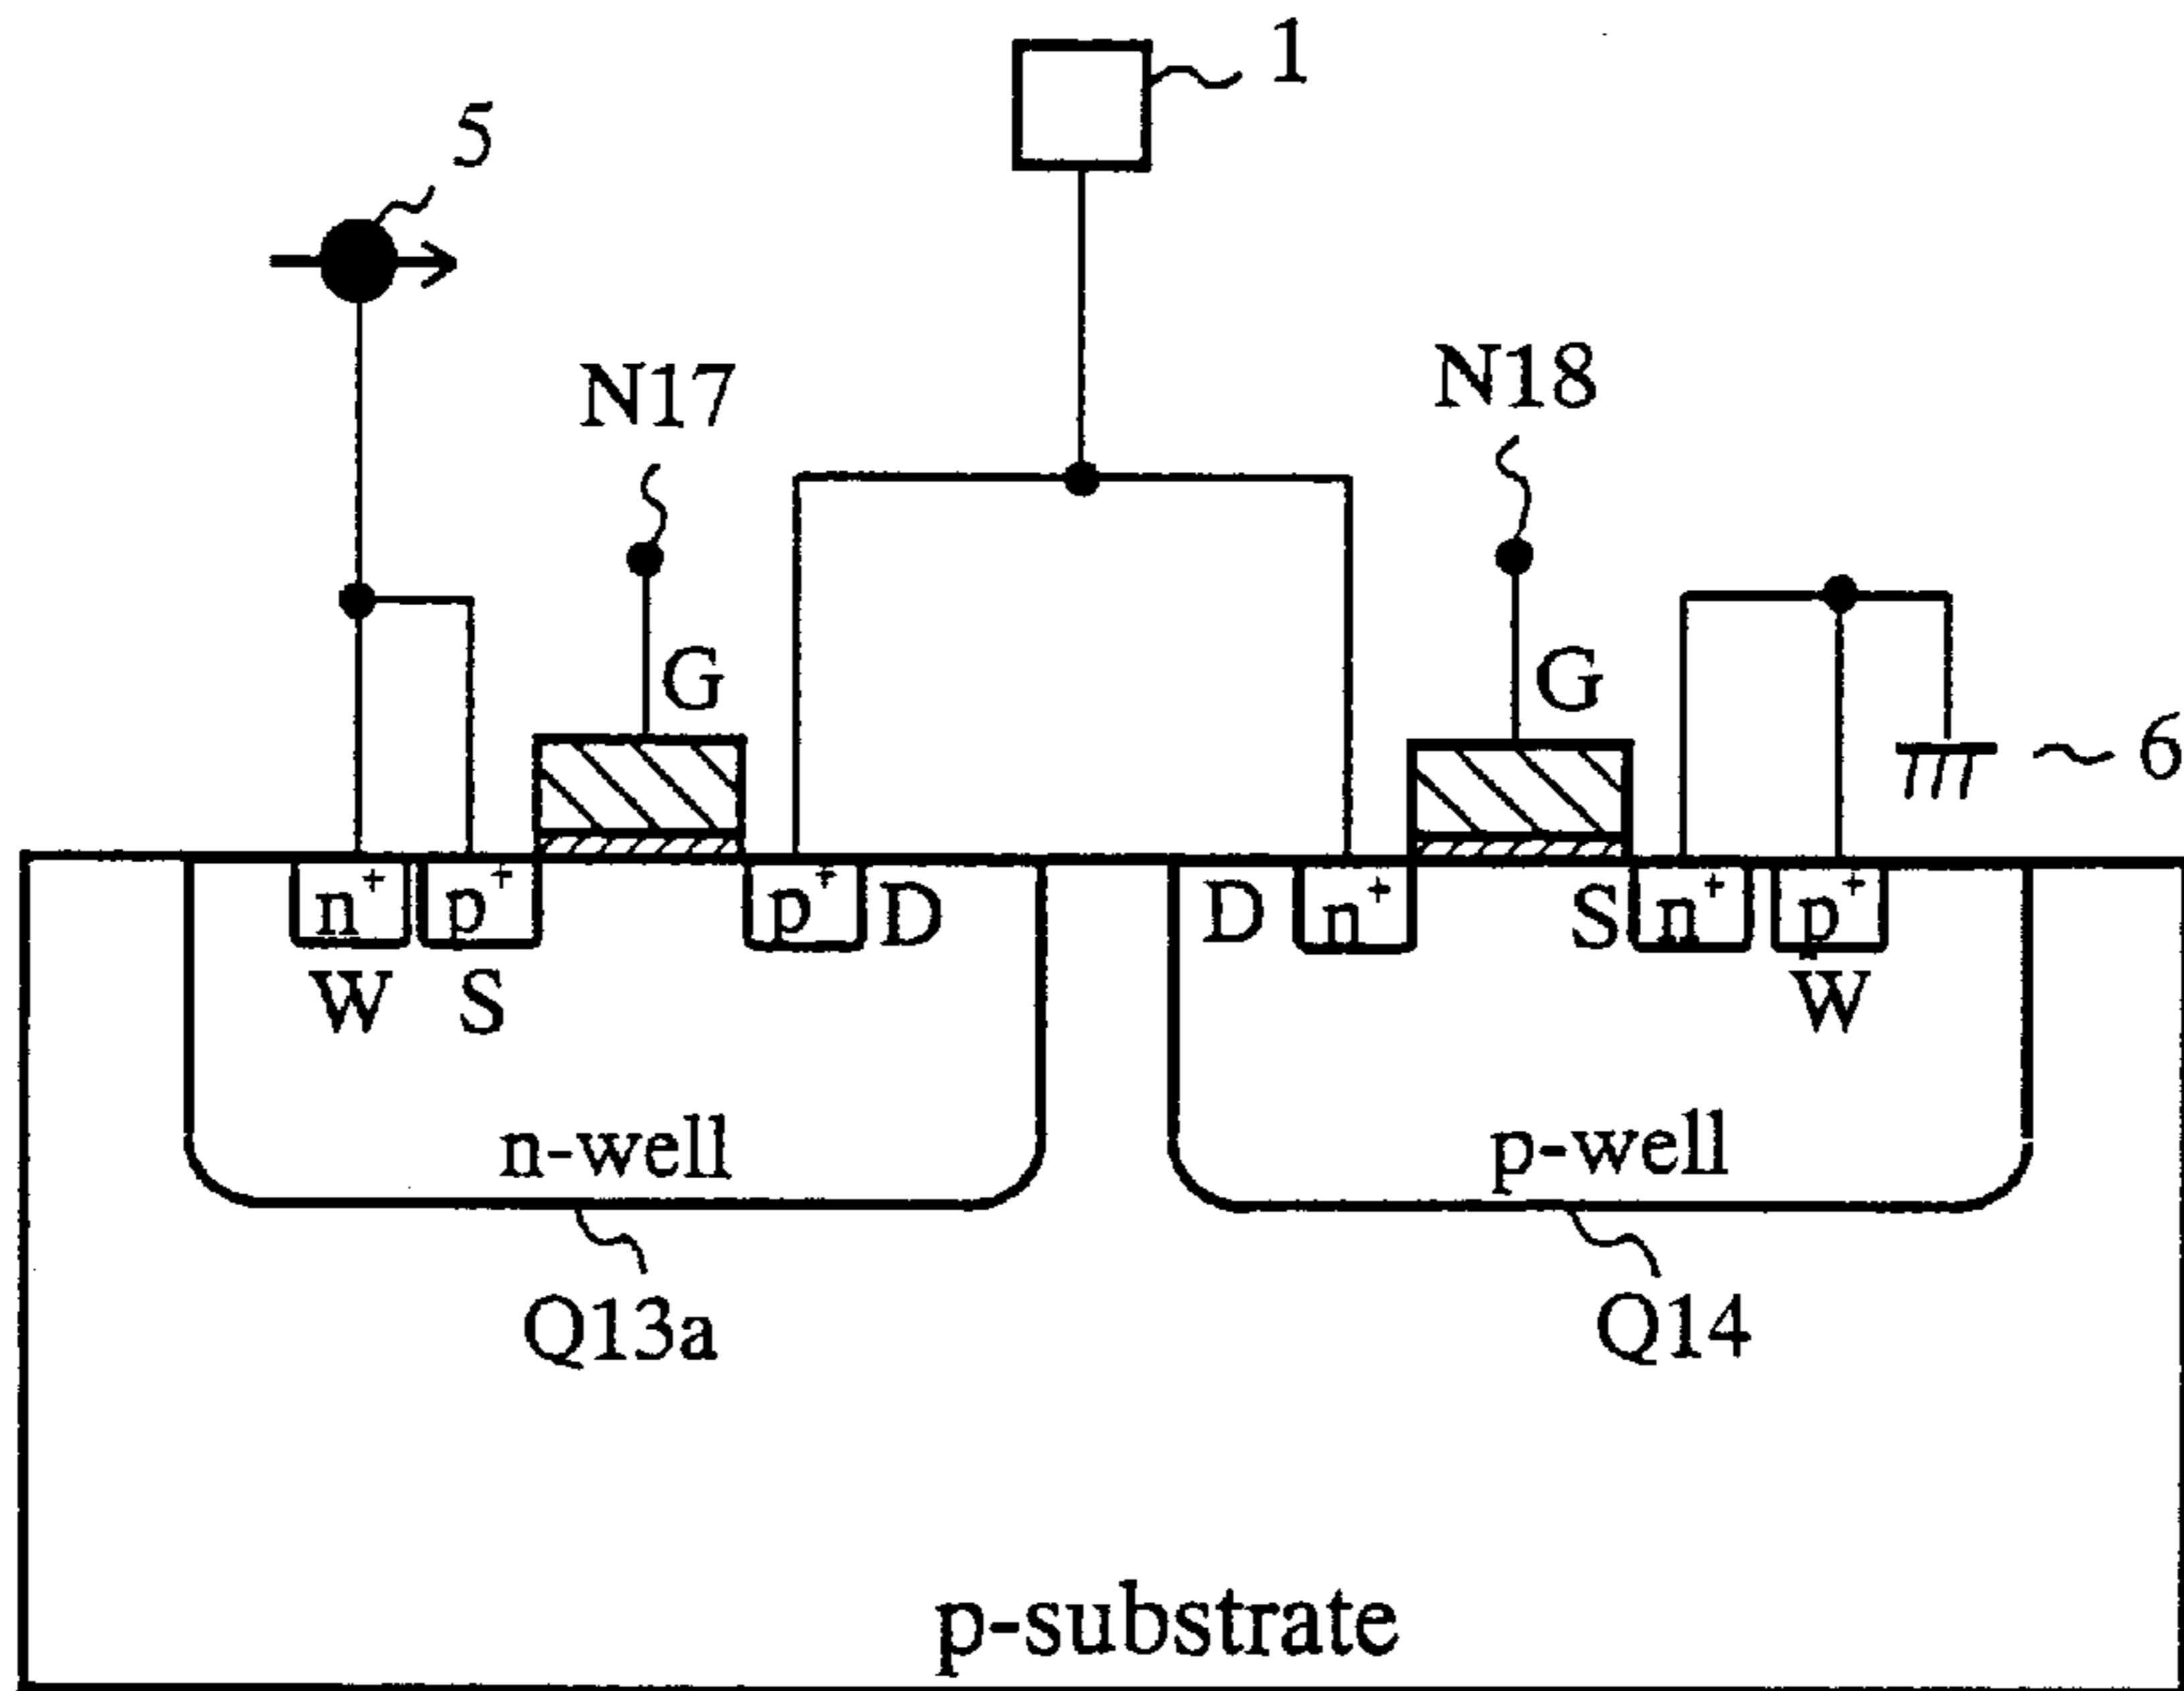 1
5
N17
N18
G
G
6
n+
p+
p+
D
D
n+
S
n+
p+
W
S
W
n-well
p-well
Q13a
Q14
p-substrate